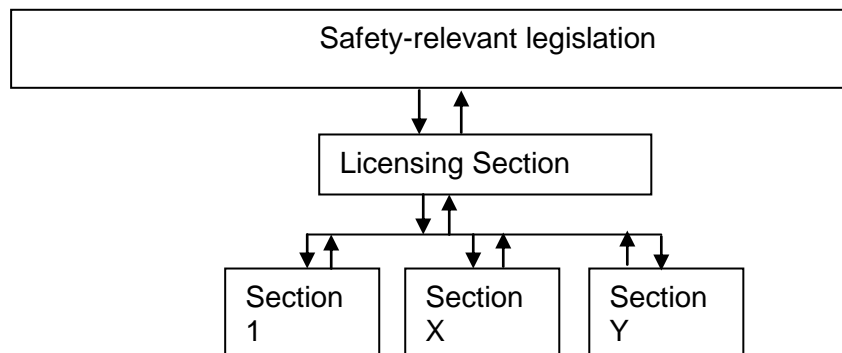 Safety-relevant legislation
Licensing Section
Section
1
Section
X
Section
Y